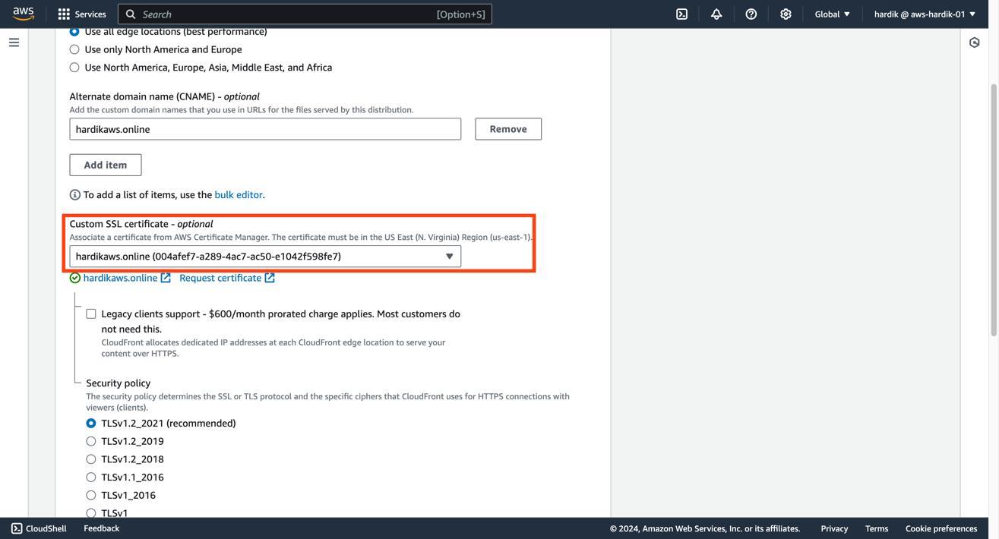 aws
Services
Search [Option+S]
Global
hardik @ aws-hardik-01
Use all edge locations (best performance)
Use only North America and Europe
Use North America, Europe, Asia, Middle East, and Africa
Alternate domain name (CNAME) - optional
Add the custom domain names that you use in URLs for the files served by this distribution.
hardikaws.online
Remove
Add item
To add a list of items, use the bulk editor.
Custom SSL certificate - optional
Associate a certificate from AWS Certificate Manager. The certificate must be in the US East (N. Virginia) Region (us-east-1).
hardikaws.online (004afef7-a289-4ac7-ac50-e1042f598fe7)
hardikaws.online Request certificate
Legacy clients support - $600/month prorated charge applies. Most customers do
not need this.
CloudFront allocates dedicated IP addresses at each CloudFront edge location to serve your
content over HTTPS.
Security policy
The security policy determines the SSL or TLS protocol and the specific ciphers that CloudFront uses for HTTPS connections with
viewers (clients).
TLSv1.2_2021 (recommended)
TLSv1.2_2019
TLSv1.2_2018
TLSv1.1_2016
TLSv1_2016
TLSv1
CloudShell Feedback © 2024, Amazon Web Services, Inc. or its affiliates. Privacy Terms Cookie preferences